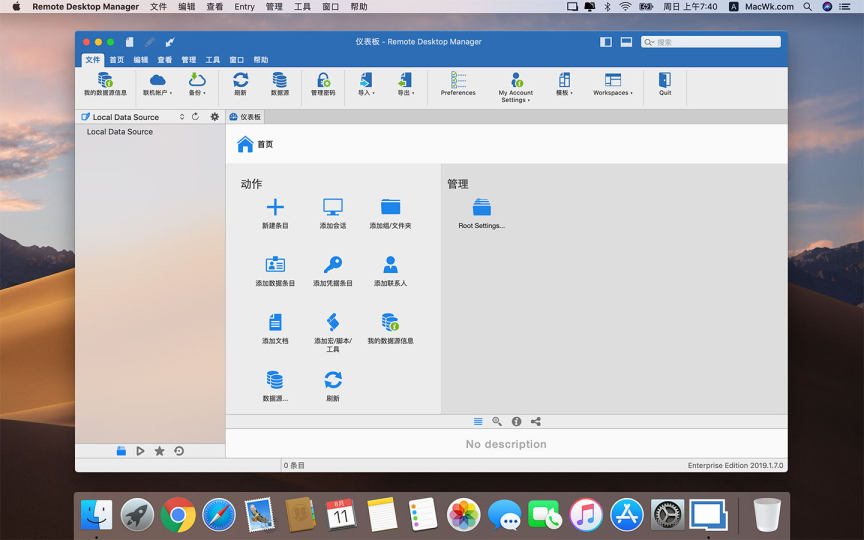 Remote Desktop Manager 文件 编辑 查看 Entry 管理 工具 窗口 帮助 周日 上午7:40 A MacWk.com
仪表板 - Remote Desktop Manager
搜索
文件 首页 编辑 查看 管理 工具 窗口 帮助
我的数据源信息 联机帐户 备份 刷新 数据源 管理密码 导入 导出 Preferences My Account Settings 模板 Workspaces Quit
Local Data Source
仪表板
Local Data Source
首页
动作
管理
新建条目 添加会话 添加组/文件夹
Root Settings...
添加数据条目 添加凭据条目 添加联系人
添加文档 添加宏/脚本/工具 我的数据源信息
数据源... 刷新
No description
0 条目
Enterprise Edition 2019.1.7.0
8月
11